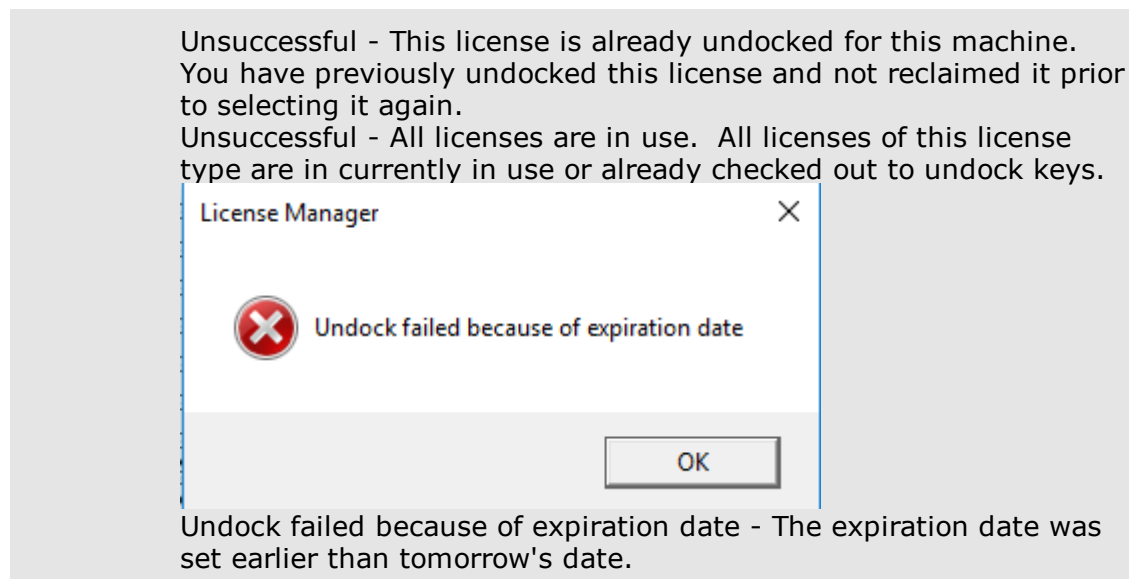 Unsuccessful - This license is already undocked for this machine.
You have previously undocked this license and not reclaimed it prior
to selecting it again.
Unsuccessful - All licenses are in use.  All licenses of this license
type are in currently in use or already checked out to undock keys.
License Manager
Undock failed because of expiration date
OK
Undock failed because of expiration date - The expiration date was
set earlier than tomorrow's date.